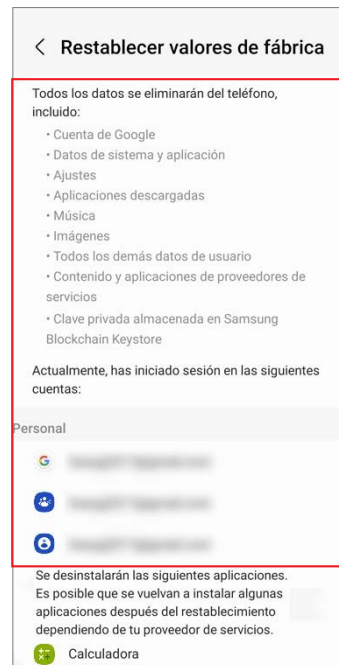 Restablecer valores de fábrica
Todos los datos se eliminarán del teléfono,
incluido:
• Cuenta de Google
• Datos de sistema y aplicación
• Ajustes
• Aplicaciones descargadas
• Música
• Imágenes
• Todos los demás datos de usuario
• Contenido y aplicaciones de proveedores de
servicios
• Clave privada almacenada en Samsung
Blockchain Keystore
Actualmente, has iniciado sesión en las siguientes
cuentas:
Personal
Se desinstalarán las siguientes aplicaciones.
Es posible que se vuelvan a instalar algunas
aplicaciones después del restablecimiento
dependiendo de tu proveedor de servicios.
Calculadora